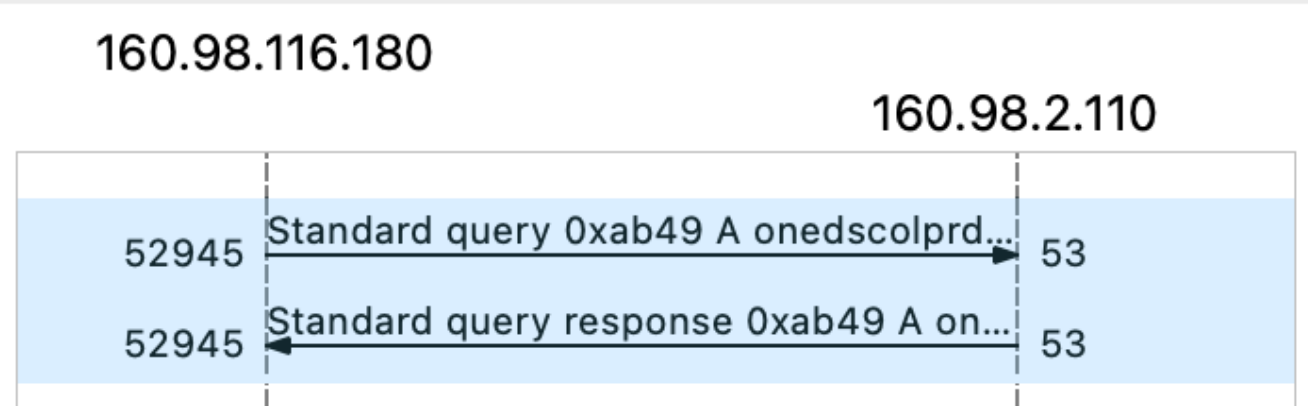 160.98.116.180
160.98.2.110
Standard query 0xab49 A onedscolprd...
52945 53
Standard query response 0xab49 A on...
52945 53